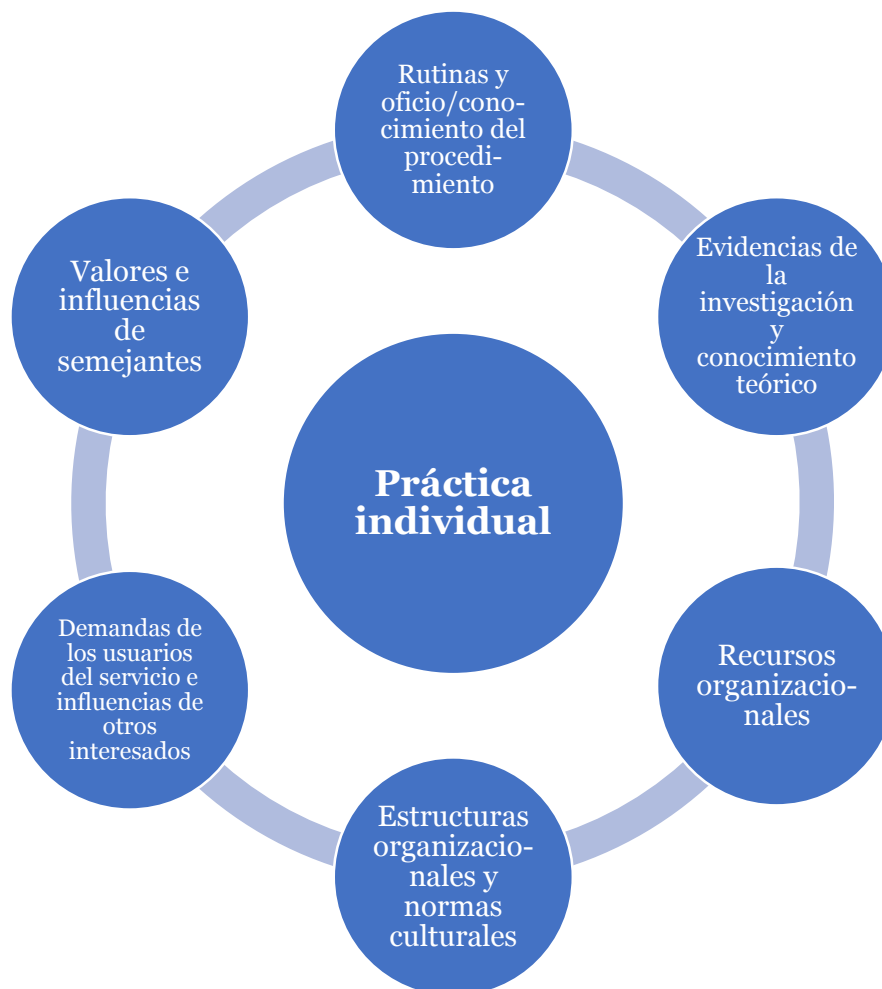 Rutinas y
oficio/cono-
cimiento del
procedi-
miento
Evidencias de
la
investigación
y
conocimiento
teórico
Recursos
organizacio-
nales
Estructuras
organizacio-
nales y
normas
culturales
Demandas de
los usuarios
del servicio e
influencias de
otros
interesados
Valores e
influencias
de
semejantes
Práctica
individual